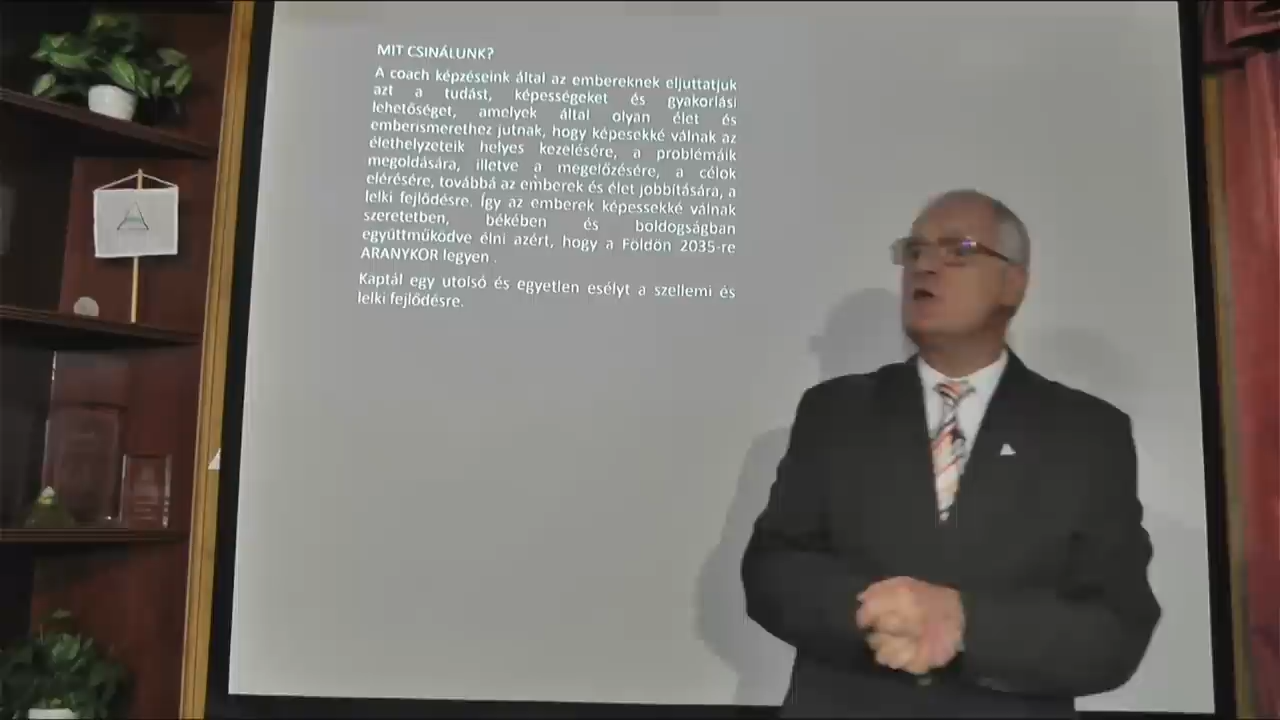 MIT CSINÁLUNK?
A coach képzéseink által az embereknek eljuttatjuk
azt a tudást, képességeket és gyakorlási
lehetőséget, amelyek által olyan élet és
emberismerethez jutnak, hogy képesekké válnak az
élethelyzeteik helyes kezelésére, a problémáik
megoldására, illetve a megelőzésére, a célok
elérésére, továbbá az emberek és élet jobbítására, a
lelki fejlődésre. Így az emberek képessekké válnak
szeretetben, békében és boldogságban
együttműködve élni azért, hogy a Földön 2035-re
ARANYKOR legyen .
Kaptál egy utolsó és egyetlen esélyt a szellemi és
lelki fejlődésre.